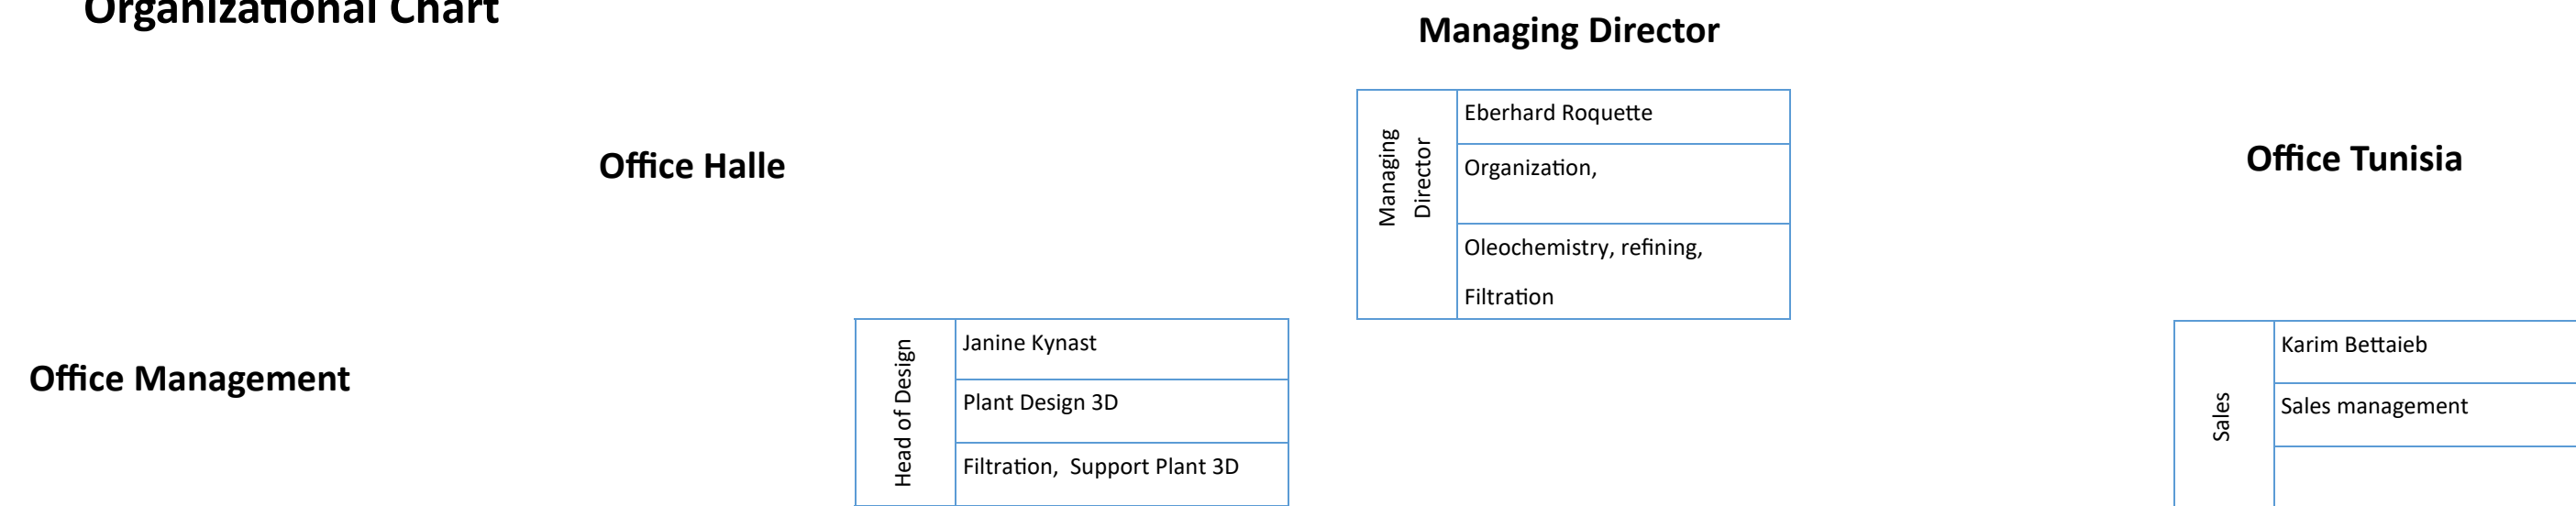 Organizational Chart
Managing Director
Office Halle
Office Tunisia
Managing
Director
Eberhard Roquette
Organization,
Oleochemistry, refining,
Filtration
Office Management
Head of Design
Janine Kynast
Plant Design 3D
Filtration, Support Plant 3D
Sales
Karim Bettaieb
Sales management